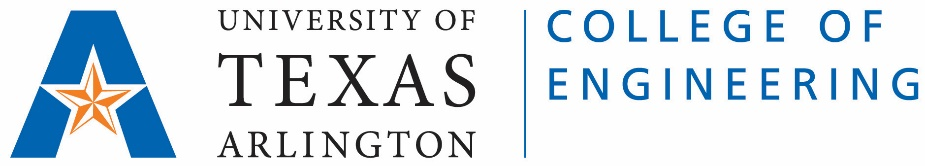 UNIVERSITY OF
TEXAS
ARLINGTON
COLLEGE OF
ENGINEERING